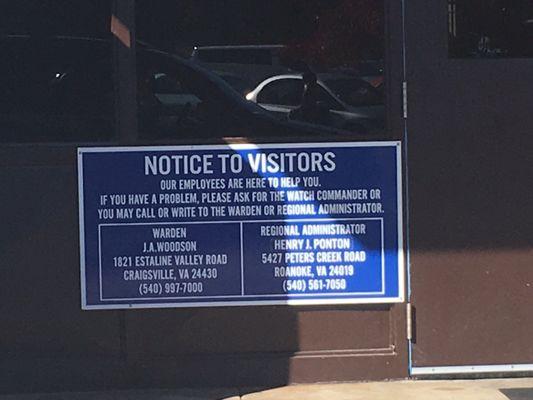 NOTICE TO VISITORS
OUR EMPLOYEES ARE HERE TO HELP YOU.
IF YOU HAVE A PROBLEM, PLEASE ASK FOR THE WATCH COMMANDER OR
YOU MAY CALL OR WRITE TO THE WARDEN OR REGIONAL ADMINISTRATOR.
WARDEN
J.A.WOODSON
1821 ESTALINE VALLEY ROAD
CRAIGSVILLE, VA 24430
(540) 997-7000
REGIONAL ADMINISTRATOR
HENRY J. PONTON
5427 PETERS CREEK ROAD
ROANOKE, VA 24019
(540) 561-7050